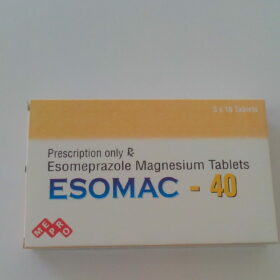 3 x 10 Tablets
Prescription only ℞
Esomeprazole Magnesium Tablets
ESOMAC - 40
MEPRO